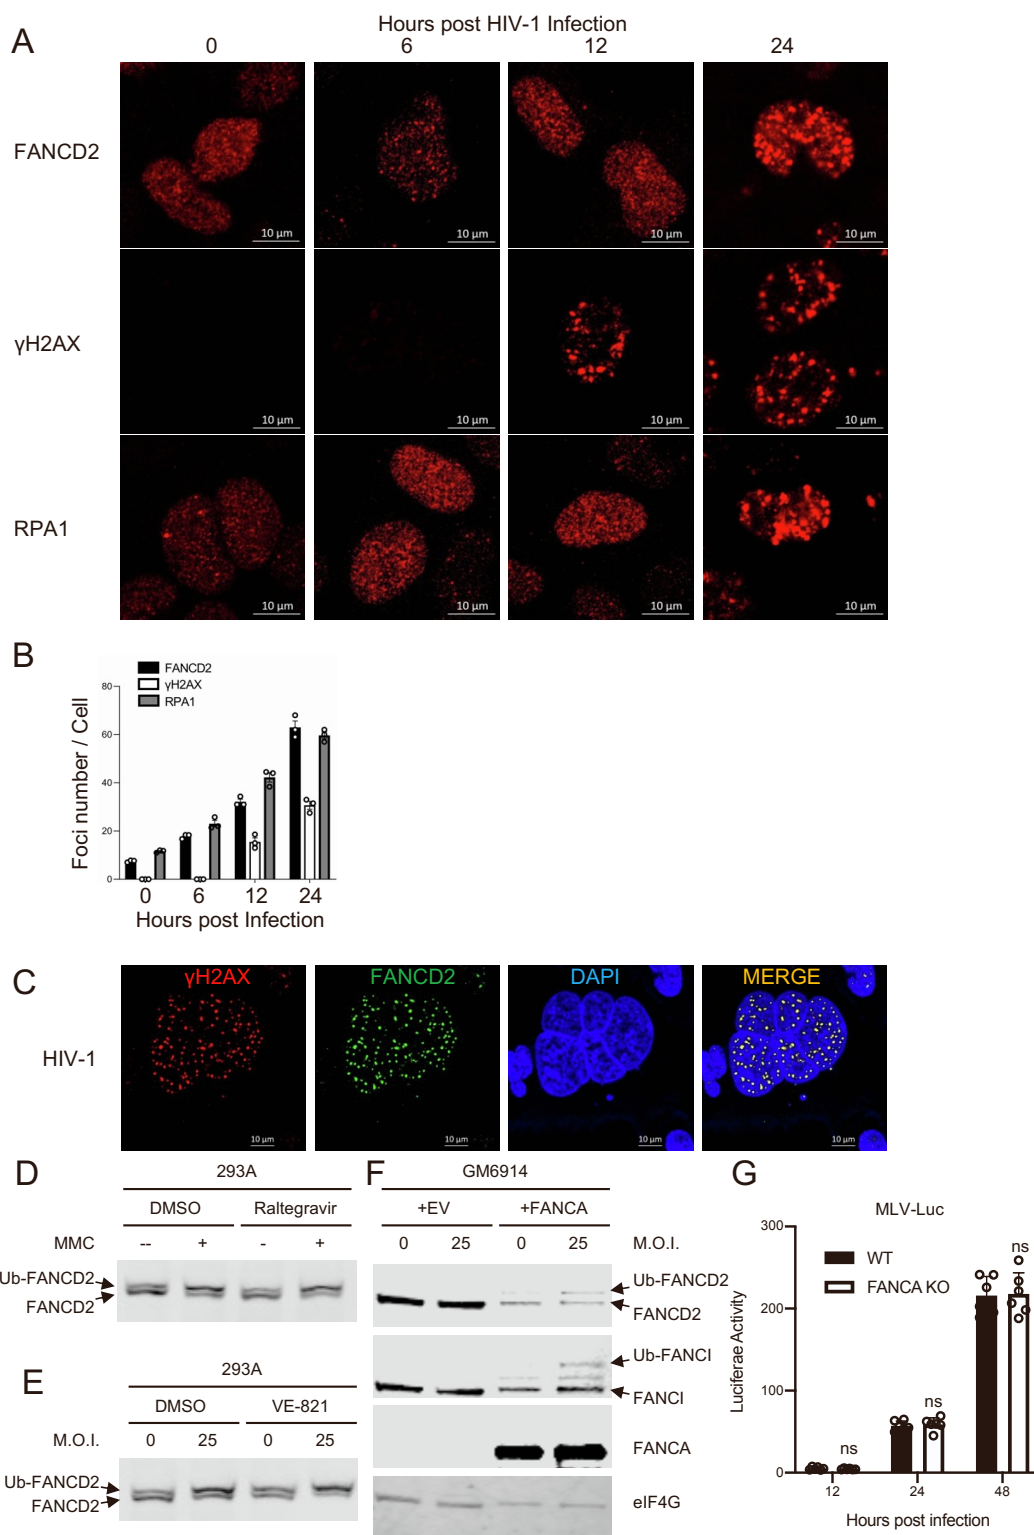 A
Hours post HIV-1 Infection
0 6 12 24
FANCD2
10 µm 10 µm 10 µm 10 µm
γH2AX
10 µm 10 µm 10 µm 10 µm
RPA1
10 µm 10 µm 10 µm 10 µm
B
FANCD2
γH2AX
RPA1
Foci number / Cell
80
60
40
20
0
0 6 12 24
Hours post Infection
C
γH2AX FANCD2 DAPI MERGE
HIV-1
10 µm 10 µm 10 µm 10 µm
D
293A
DMSO Raltegravir
MMC -- + - +
Ub-FANCD2
FANCD2
E
293A
DMSO VE-821
M.O.I. 0 25 0 25
Ub-FANCD2
FANCD2
F
GM6914
+EV +FANCA
0 25 0 25 M.O.I.
Ub-FANCD2
FANCD2
Ub-FANCI
FANCI
FANCA
eIF4G
G
MLV-Luc
WT
FANCA KO
Luciferae Activity
300
200
100
0
ns
ns
ns
12 24 48
Hours post infection